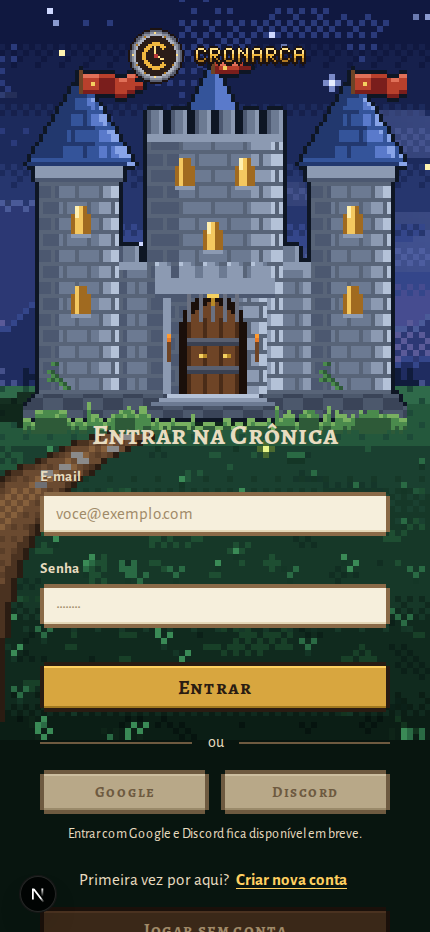 CRONARCA
Entrar na Crônica
E-mail
voce@exemplo.com
Senha
........
Entrar
ou
Google Discord
Entrar com Google e Discord fica disponível em breve.
Primeira vez por aqui? Criar nova conta
N
Jogar sem conta